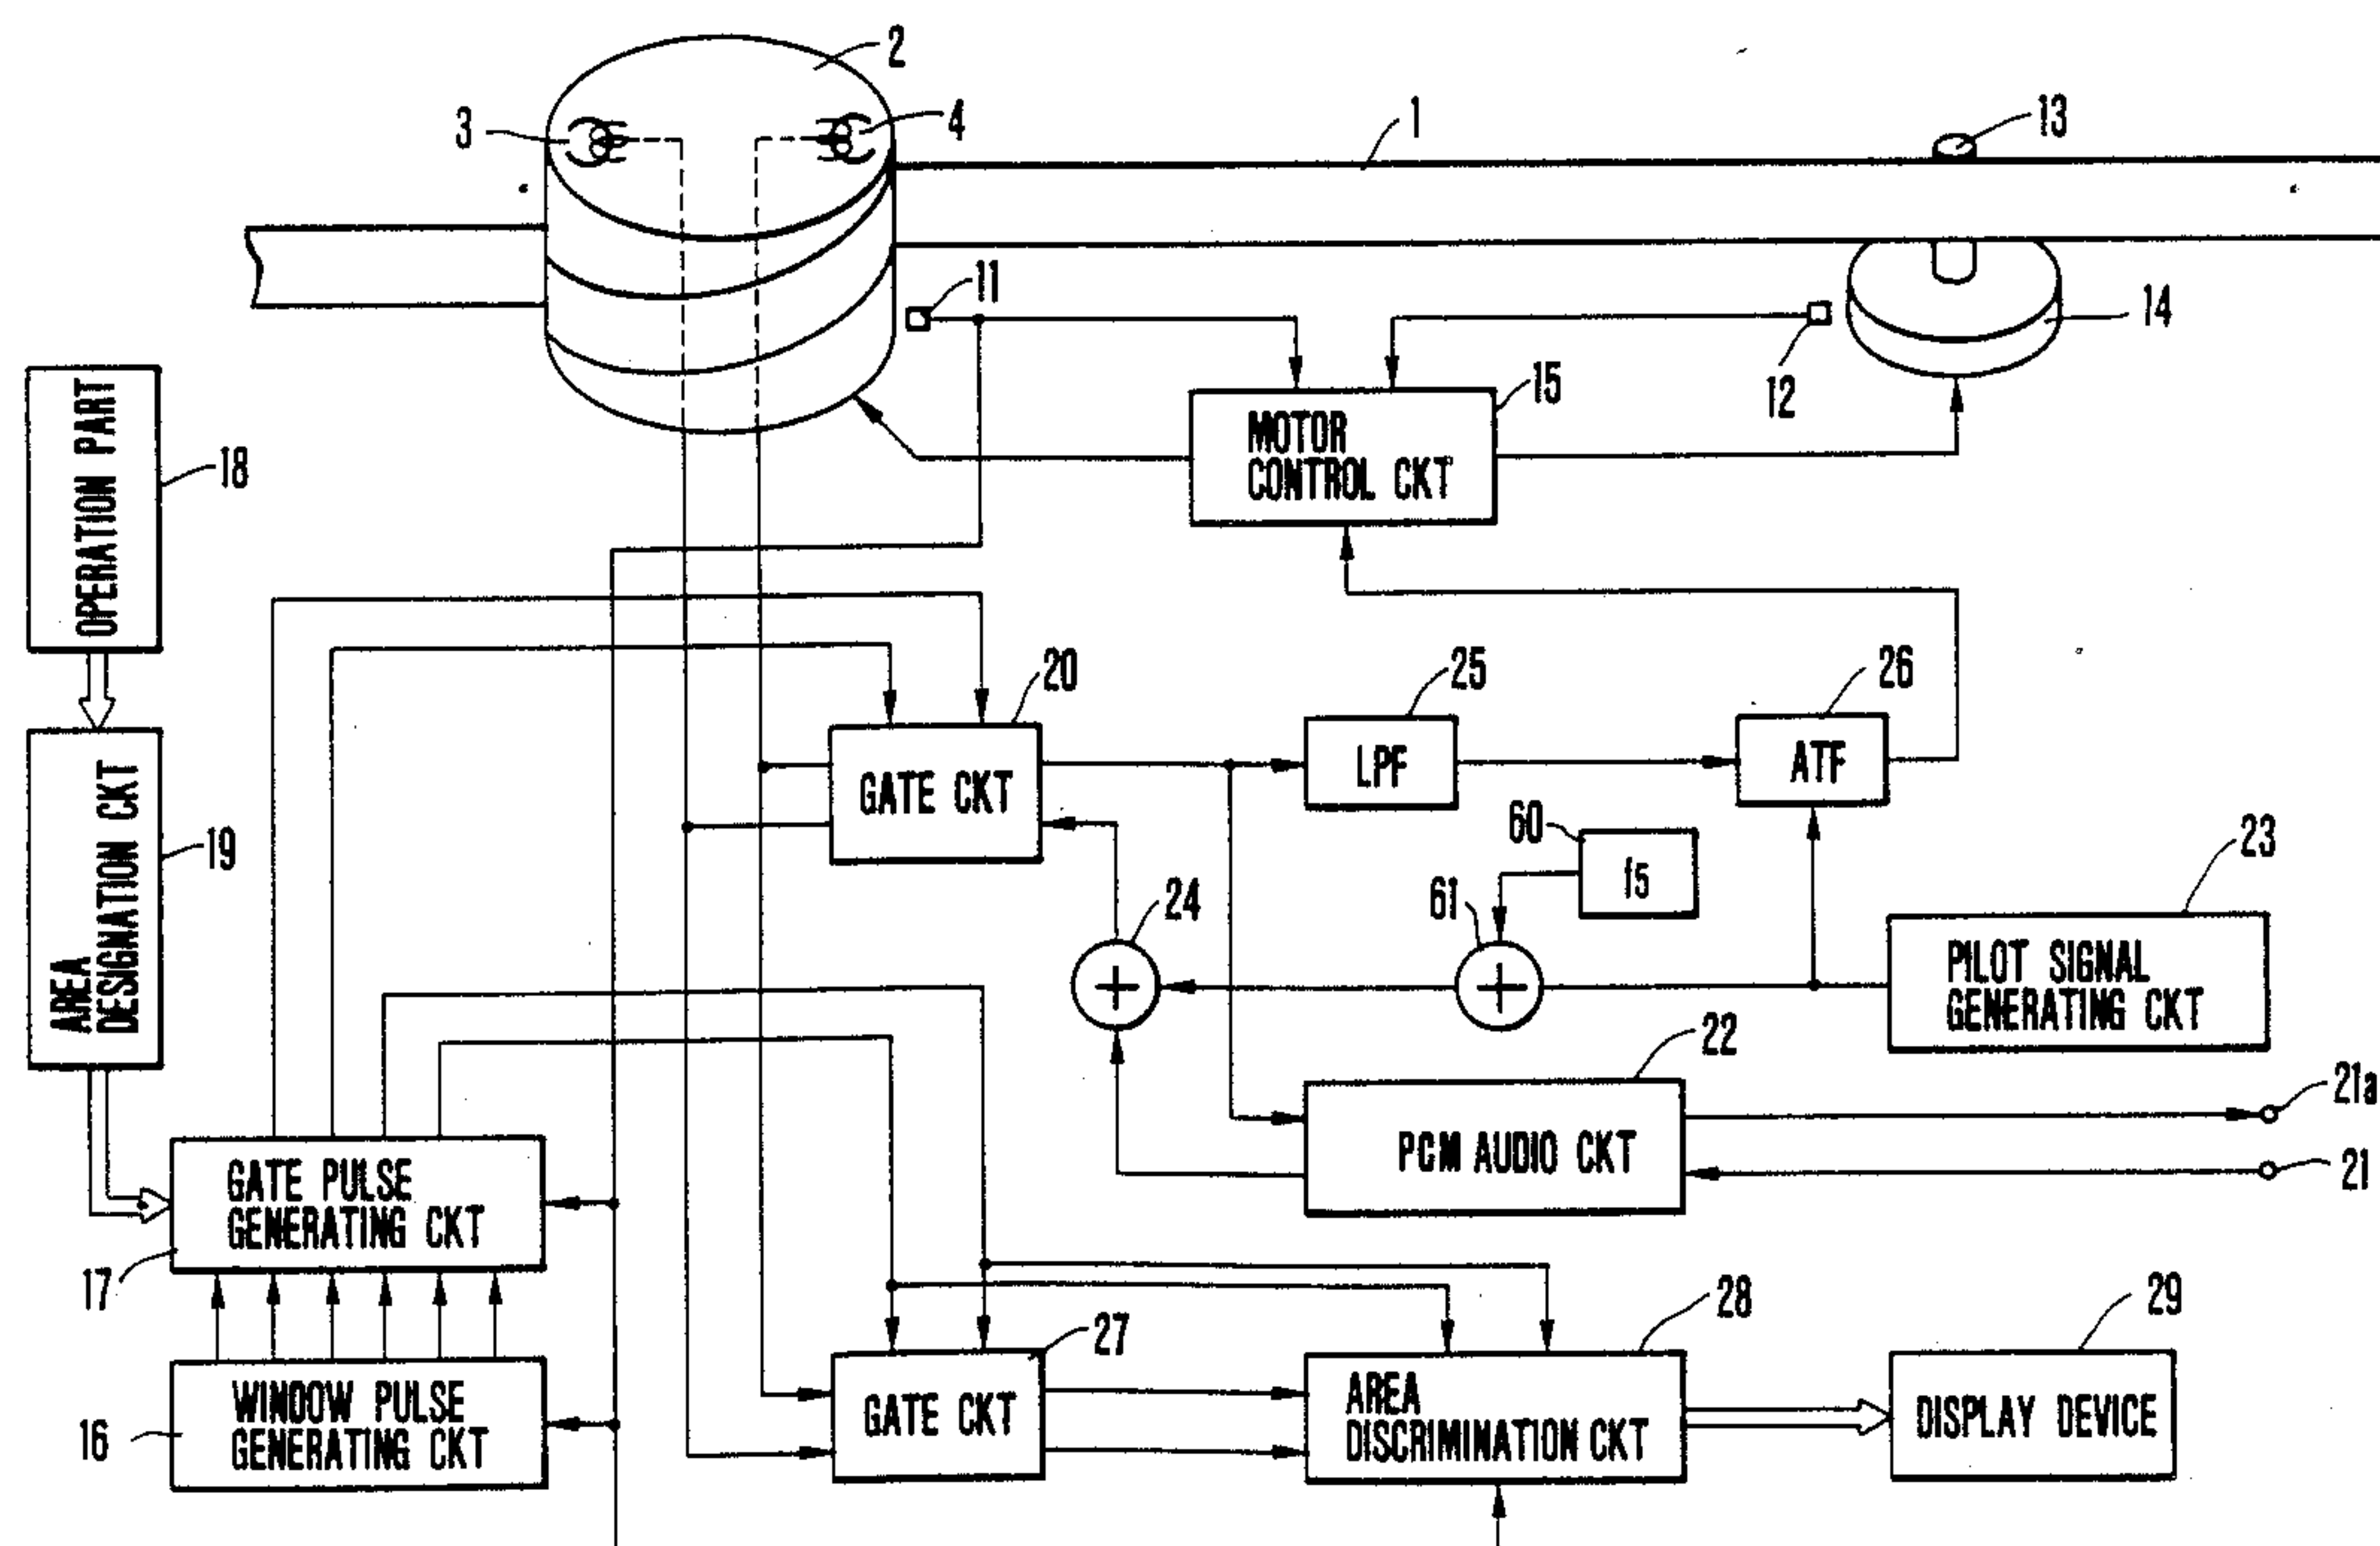 2
3
4
1
13
11
12
14
15
MOTOR
CONTROL CKT
OPERATION PART
18
20
25
26
GATE CKT
LPF
ATF
AREA
DESIGNATION CKT
19
60
f5
61
24
23
PILOT SIGNAL
GENERATING CKT
22
PCM AUDIO CKT
21a
21
GATE PULSE
GENERATING CKT
17
WINDOW PULSE
GENERATING CKT
16
27
GATE CKT
28
AREA
DISCRIMINATION CKT
29
DISPLAY DEVICE